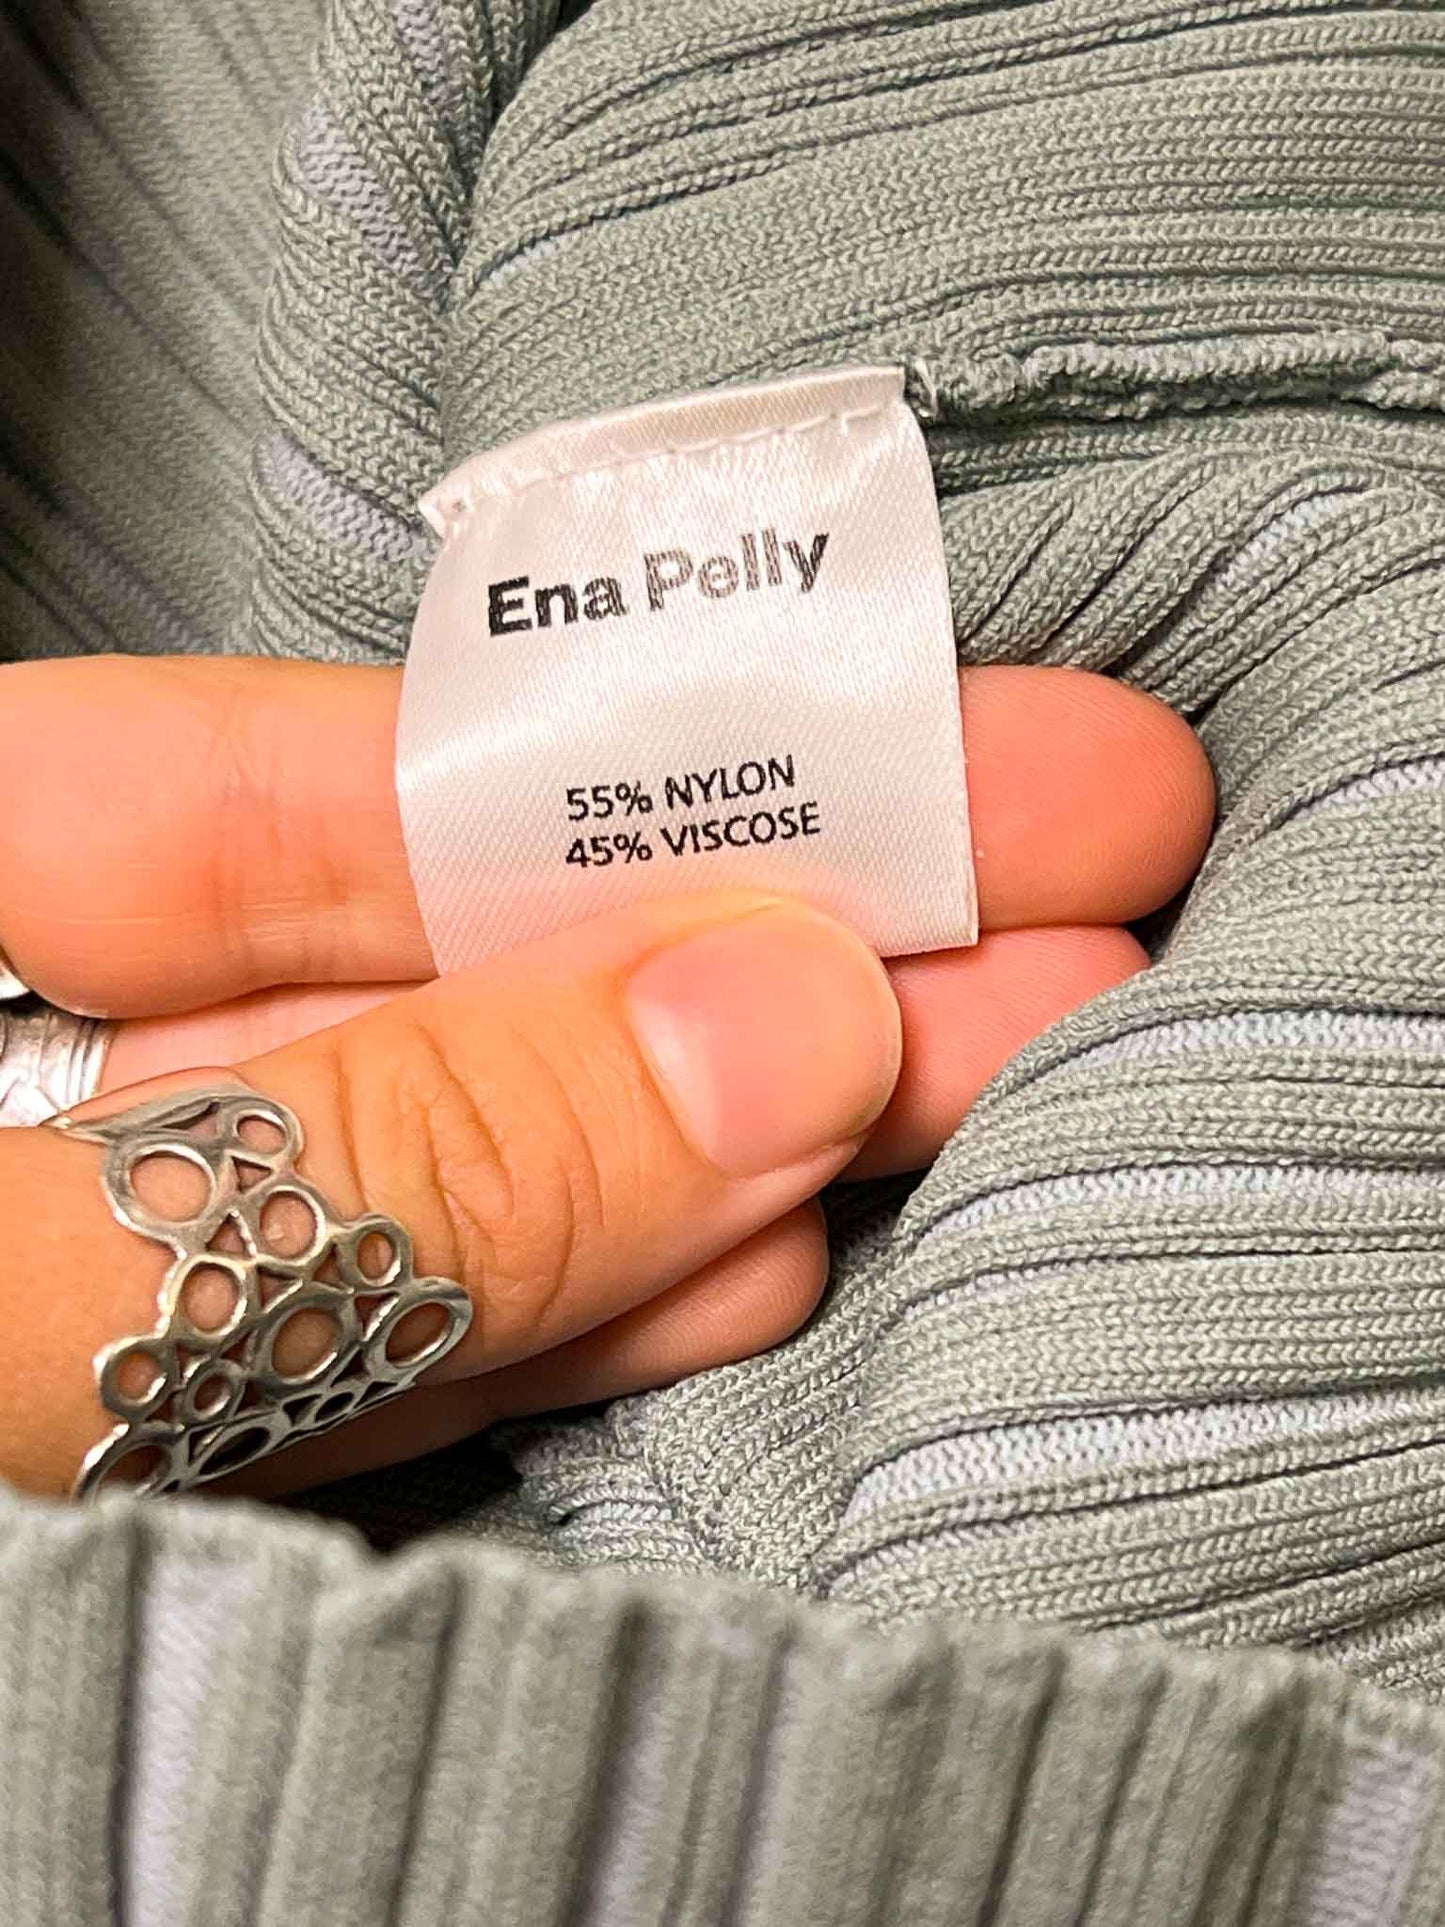 Ena Pelly
55% NYLON
45% VISCOSE